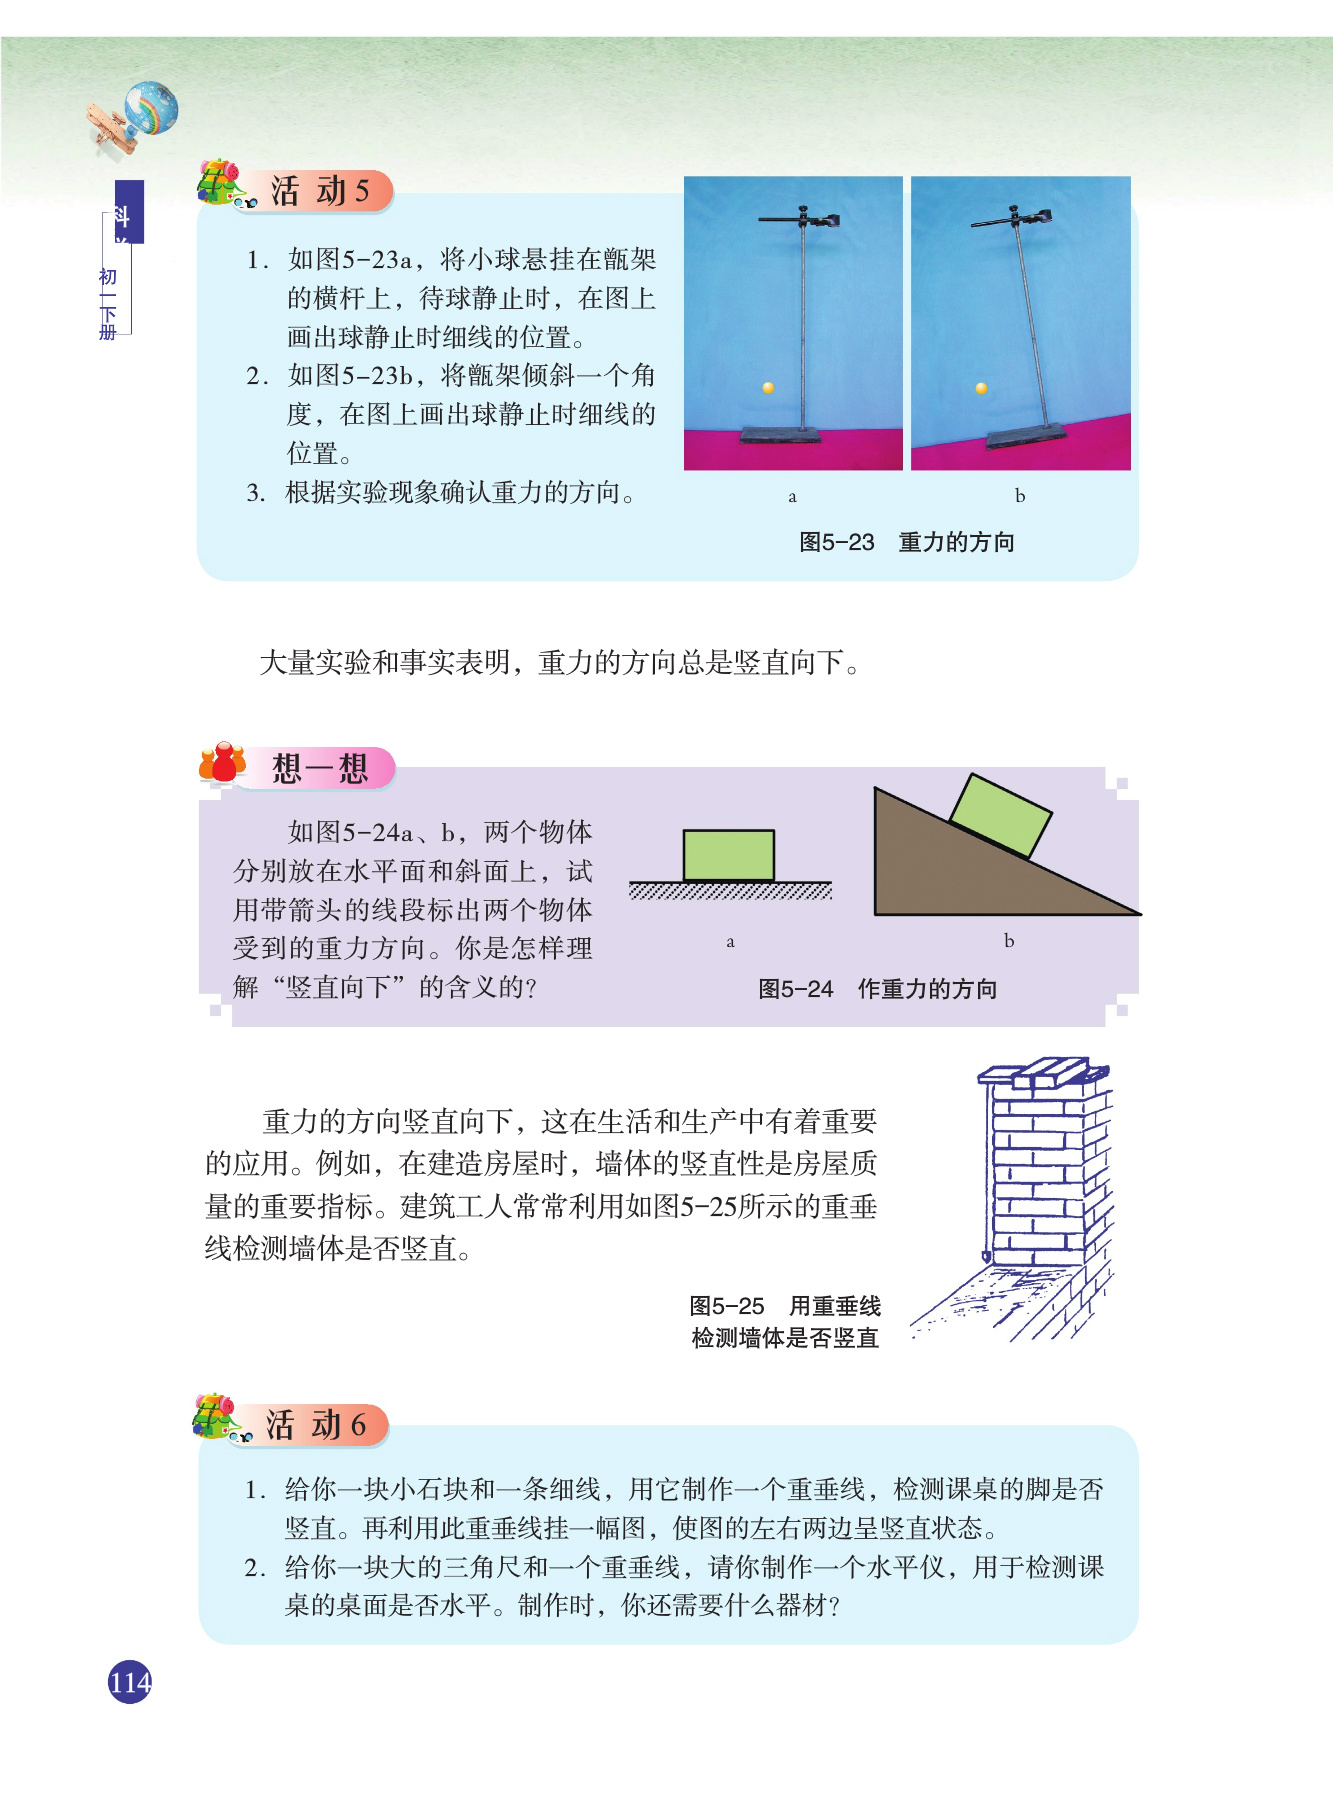 科
初一下册
活 动 5
1. 如图5-23a，将小球悬挂在甑架
的横杆上，待球静止时，在图上
画出球静止时细线的位置。
2. 如图5-23b，将甑架倾斜一个角
度，在图上画出球静止时细线的
位置。
3. 根据实验现象确认重力的方向。
a
b
图5-23 重力的方向
大量实验和事实表明，重力的方向总是竖直向下。
想一想
如图5-24a、b，两个物体
分别放在水平面和斜面上，试
用带箭头的线段标出两个物体
受到的重力方向。你是怎样理
解“竖直向下”的含义的？
a
b
图5-24 作重力的方向
重力的方向竖直向下，这在生活和生产中有着重要
的应用。例如，在建造房屋时，墙体的竖直性是房屋质
量的重要指标。建筑工人常常利用如图5-25所示的重垂
线检测墙体是否竖直。
图5-25 用重垂线
检测墙体是否竖直
活 动 6
1. 给你一块小石块和一条细线，用它制作一个重垂线，检测课桌的脚是否
竖直。再利用此重垂线挂一幅图，使图的左右两边呈竖直状态。
2. 给你一块大的三角尺和一个重垂线，请你制作一个水平仪，用于检测课
桌的桌面是否水平。制作时，你还需要什么器材？
114